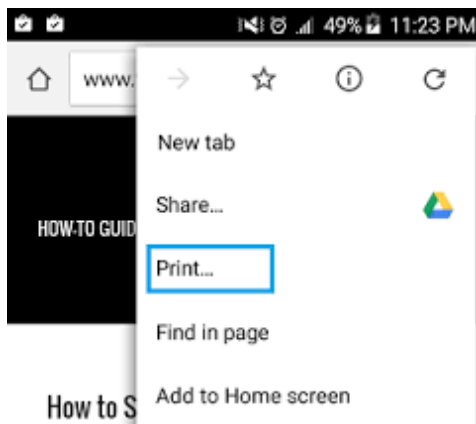 49% 11:23 PM
www.
New tab
Share...
HOW-TO GUID
Print...
Find in page
Add to Home screen
How to S